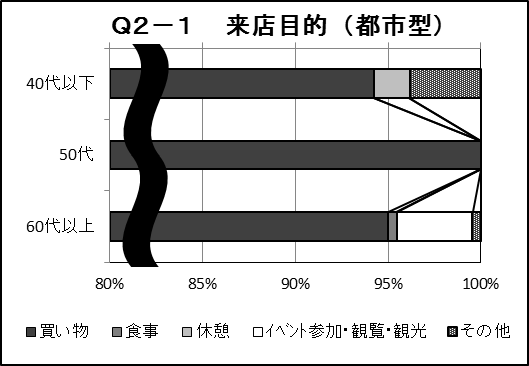 Q2－1　来店目的（都市型）
40代以下
50代
60代以上
80% 85% 90% 95% 100%
買い物 食事 休憩 ｲﾍﾞﾝﾄ参加・観覧・観光 その他